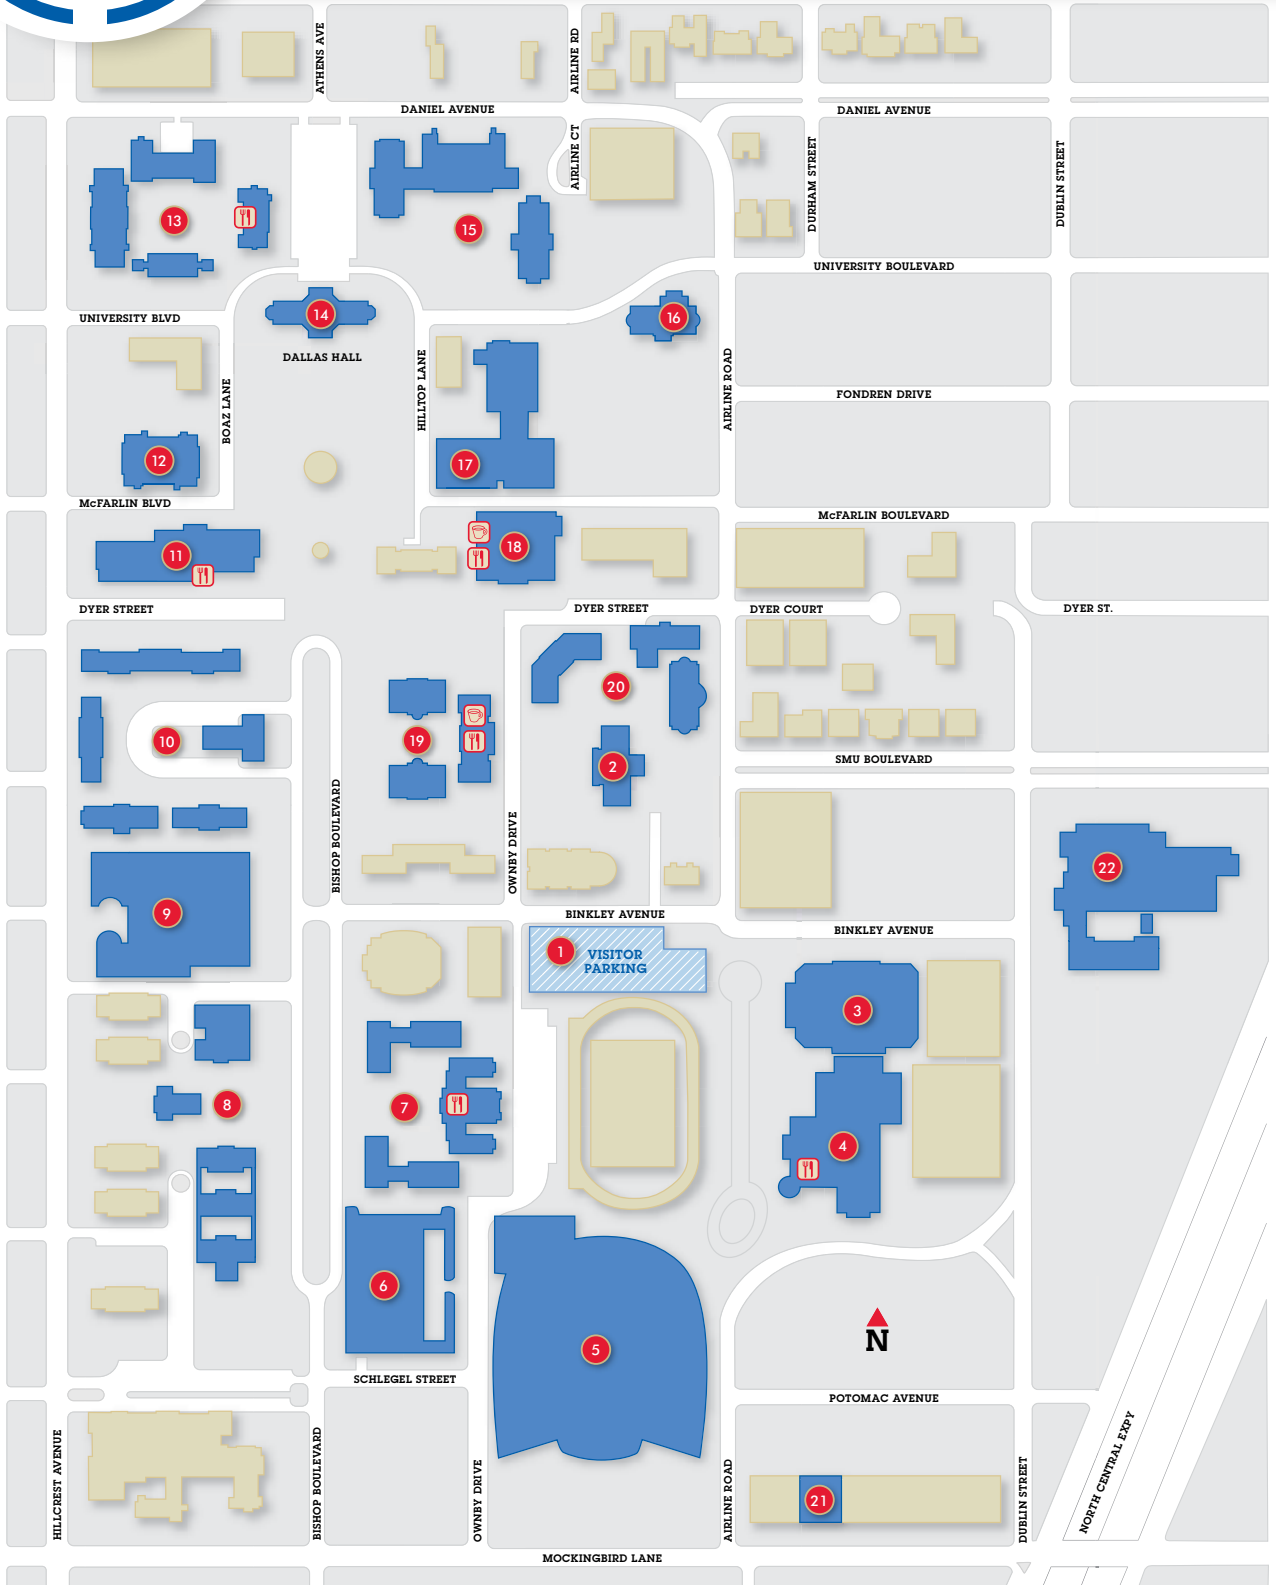 ATHENS AVE
AIRLINE RD
DANIEL AVENUE
DANIEL AVENUE
AIRLINE CT
DURHAM STREET
DUBLIN STREET
13
15
UNIVERSITY BOULEVARD
14
16
UNIVERSITY BLVD
DALLAS HALL
HILLTOP LANE
BOAZ LANE
AIRLINE ROAD
FONDREN DRIVE
12
17
McFARLIN BLVD
McFARLIN BOULEVARD
11
18
DYER STREET
DYER STREET
DYER COURT
DYER ST.
20
10
19
2
SMU BOULEVARD
BISHOP BOULEVARD
OWNBY DRIVE
22
9
BINKLEY AVENUE
BINKLEY AVENUE
1
VISITOR
PARKING
3
8
7
4
6
5
N
SCHLEGEL STREET
POTOMAC AVENUE
HILLCREST AVENUE
BISHOP BOULEVARD
OWNBY DRIVE
AIRLINE ROAD
21
DUBLIN STREET
NORTH CENTRAL EXPY
MOCKINGBIRD LANE